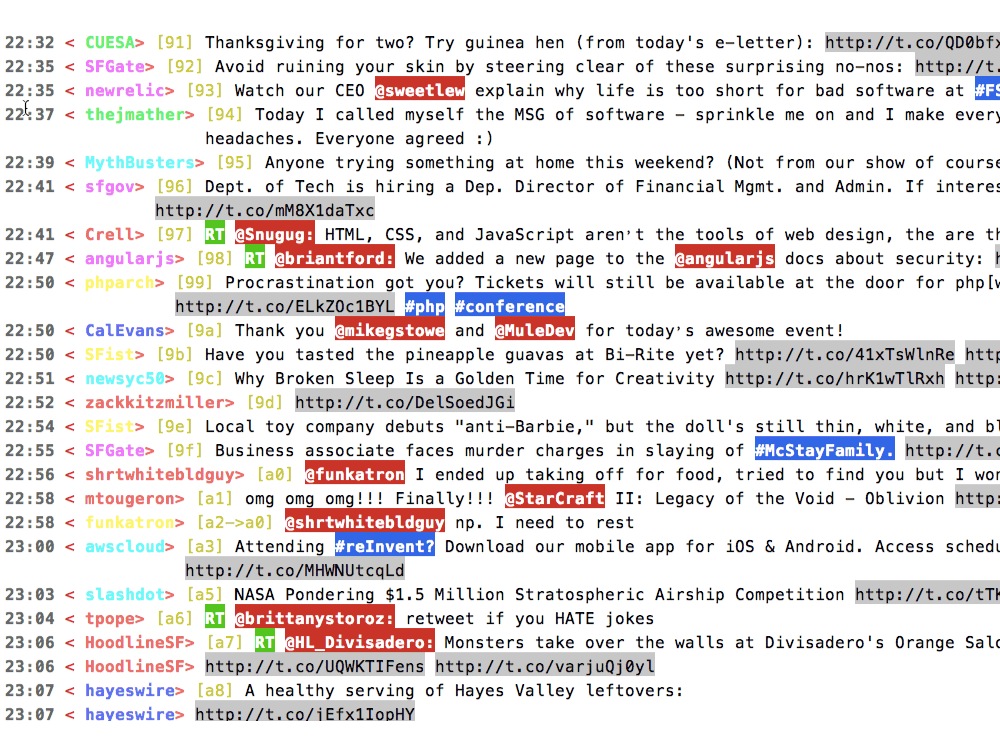 22:32 < CUESA> [91] Thanksgiving for two? Try guinea hen (from today's e-letter): http://t.co/QD0bfx
22:35 < SFGate> [92] Avoid ruining your skin by steering clear of these surprising no-nos: http://t.
22:35 < newrelic> [93] Watch our CEO @sweetlew explain why life is too short for bad software at #FS
22:37 < thejmather> [94] Today I called myself the MSG of software – sprinkle me on and I make every
headaches. Everyone agreed :)
22:39 < MythBusters> [95] Anyone trying something at home this weekend? (Not from our show of course
22:41 < sfgov> [96] Dept. of Tech is hiring a Dep. Director of Financial Mgmt. and Admin. If interes
http://t.co/mM8X1daTxc
22:41 < Crell> [97] RT @Snugug: HTML, CSS, and JavaScript aren't the tools of web design, the are th
22:47 < angularjs> [98] RT @briantford: We added a new page to the @angularjs docs about security: h
22:50 < phparch> [99] Procrastination got you? Tickets will still be available at the door for php[w
http://t.co/ELkZOc1BYL #php #conference
22:50 < CalEvans> [9a] Thank you @mikegstowe and @MuleDev for today’s awesome event!
22:50 < SFist> [9b] Have you tasted the pineapple guavas at Bi-Rite yet? http://t.co/41xTsWlnRe http
22:51 < newsyc50> [9c] Why Broken Sleep Is a Golden Time for Creativity http://t.co/hrK1wTlRxh http:
22:52 < zackkitzmiller> [9d] http://t.co/DelSoedJGi
22:54 < SFist> [9e] Local toy company debuts "anti-Barbie," but the doll's still thin, white, and bl
22:55 < SFGate> [9f] Business associate faces murder charges in slaying of #McStayFamily. http://t.c
22:56 < shrtwhitebldguy> [a0] @funkatron I ended up taking off for food, tried to find you but I wor
22:58 < mtougeron> [a1] omg omg omg!!! Finally!!! @StarCraft II: Legacy of the Void – Oblivion http:
22:58 < funkatron> [a2->a0] @shrtwhitebldguy np. I need to rest
23:00 < awscloud> [a3] Attending #reInvent? Download our mobile app for iOS & Android. Access schedu
http://t.co/MHWNUtcqLd
23:03 < slashdot> [a5] NASA Pondering $1.5 Million Stratospheric Airship Competition http://t.co/tTK
23:04 < tpope> [a6] RT @brittanystoroz: retweet if you HATE jokes
23:06 < HoodlineSF> [a7] RT @HL_Divisadero: Monsters take over the walls at Divisadero's Orange Salo
23:06 < HoodlineSF> http://t.co/UQWKTIFens http://t.co/varjuQj0yl
23:07 < hayeswire> [a8] A healthy serving of Hayes Valley leftovers:
23:07 < hayeswire> http://t.co/jEfx1IopHY